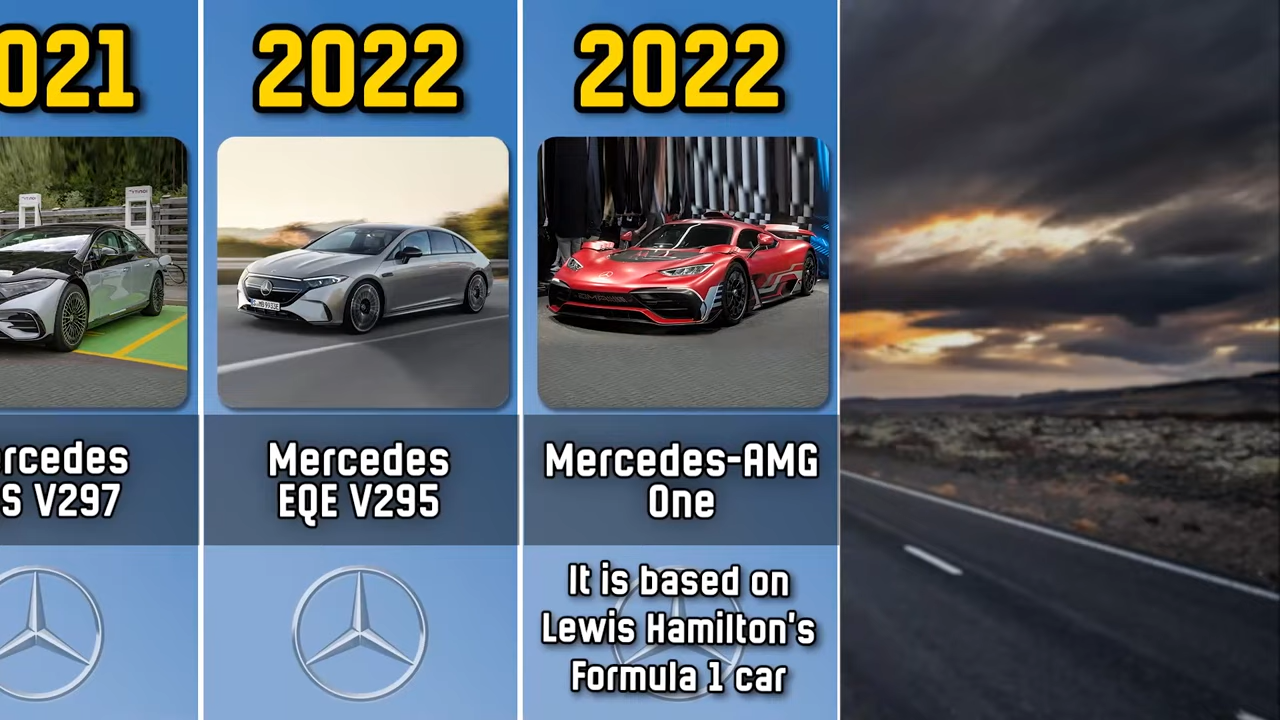 021
2022
2022
rcedes
S V297
Mercedes
EQE V295
Mercedes-AMG
One
It is based on
Lewis Hamilton's
Formula 1 car